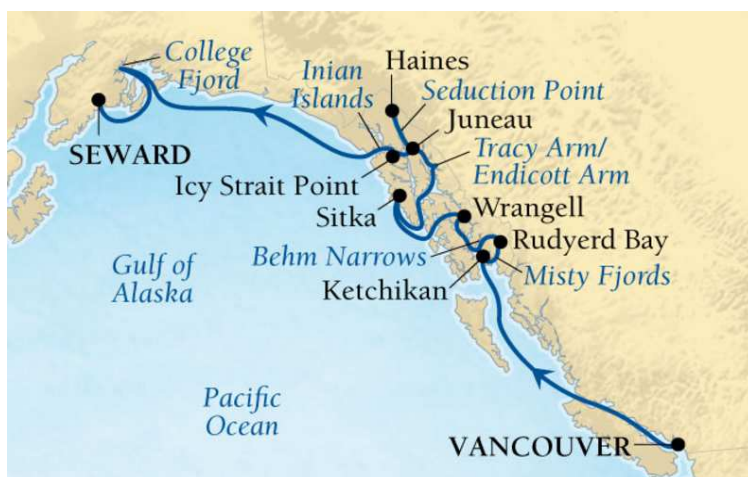 College
Fjord
Inian
Islands
Haines
Seduction Point
Juneau
Tracy Arm/
Endicott Arm
SEWARD
Icy Strait Point
Sitka
Wrangell
Rudyerd Bay
Behm Narrows
Misty Fjords
Ketchikan
Gulf of
Alaska
Pacific
Ocean
VANCOUVER